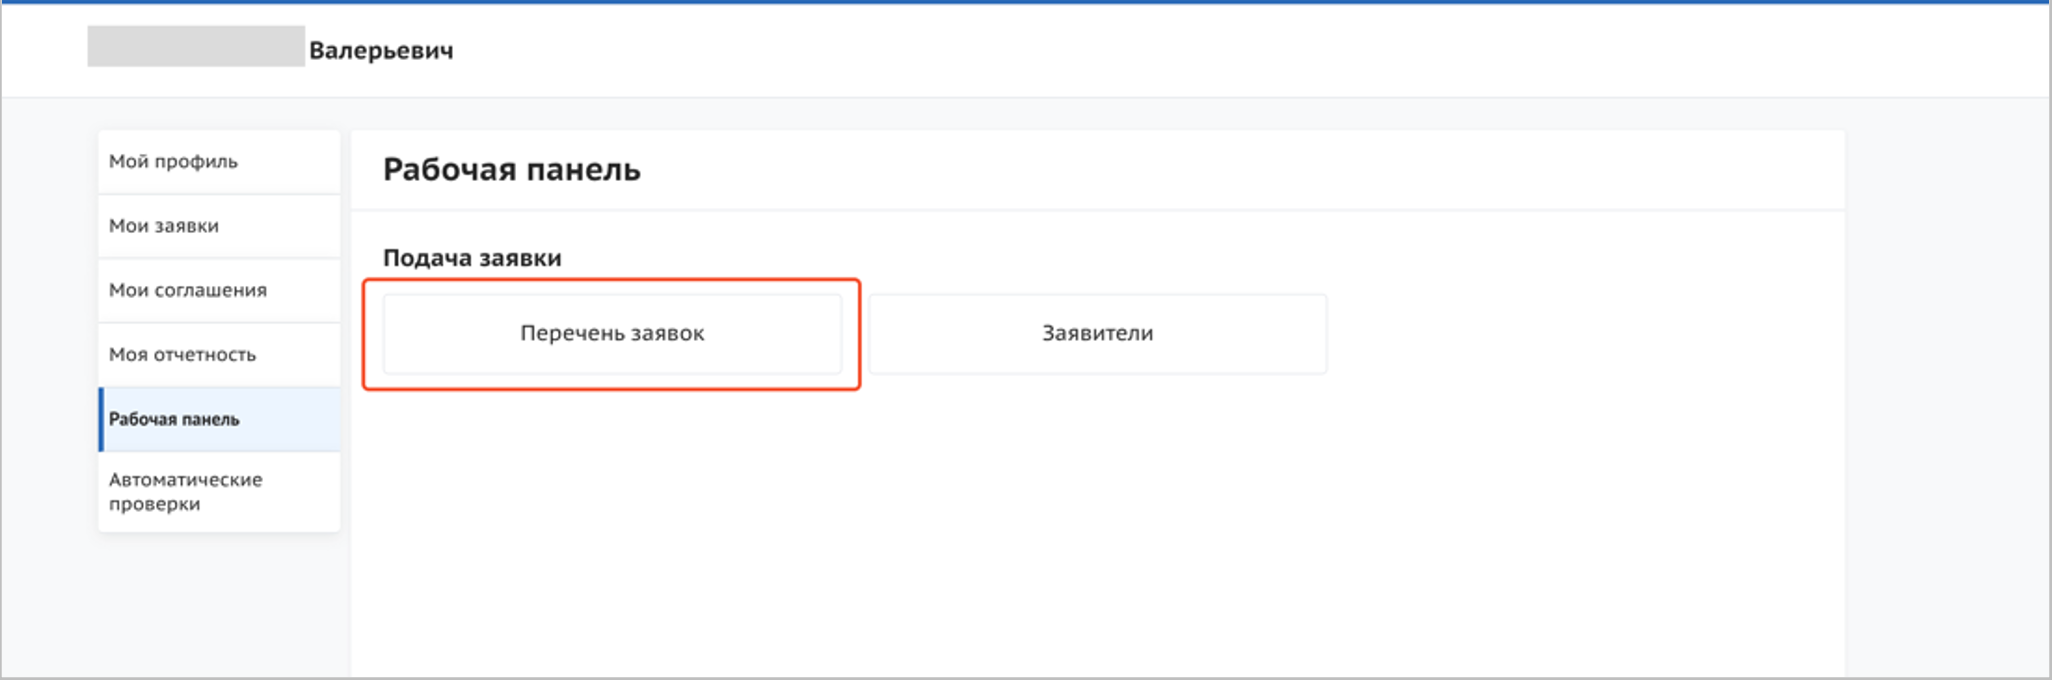 Валерьевич
Мой профиль
Мои заявки
Мои соглашения
Моя отчетность
Рабочая панель
Автоматические
проверки
Рабочая панель
Подача заявки
Перечень заявок
Заявители